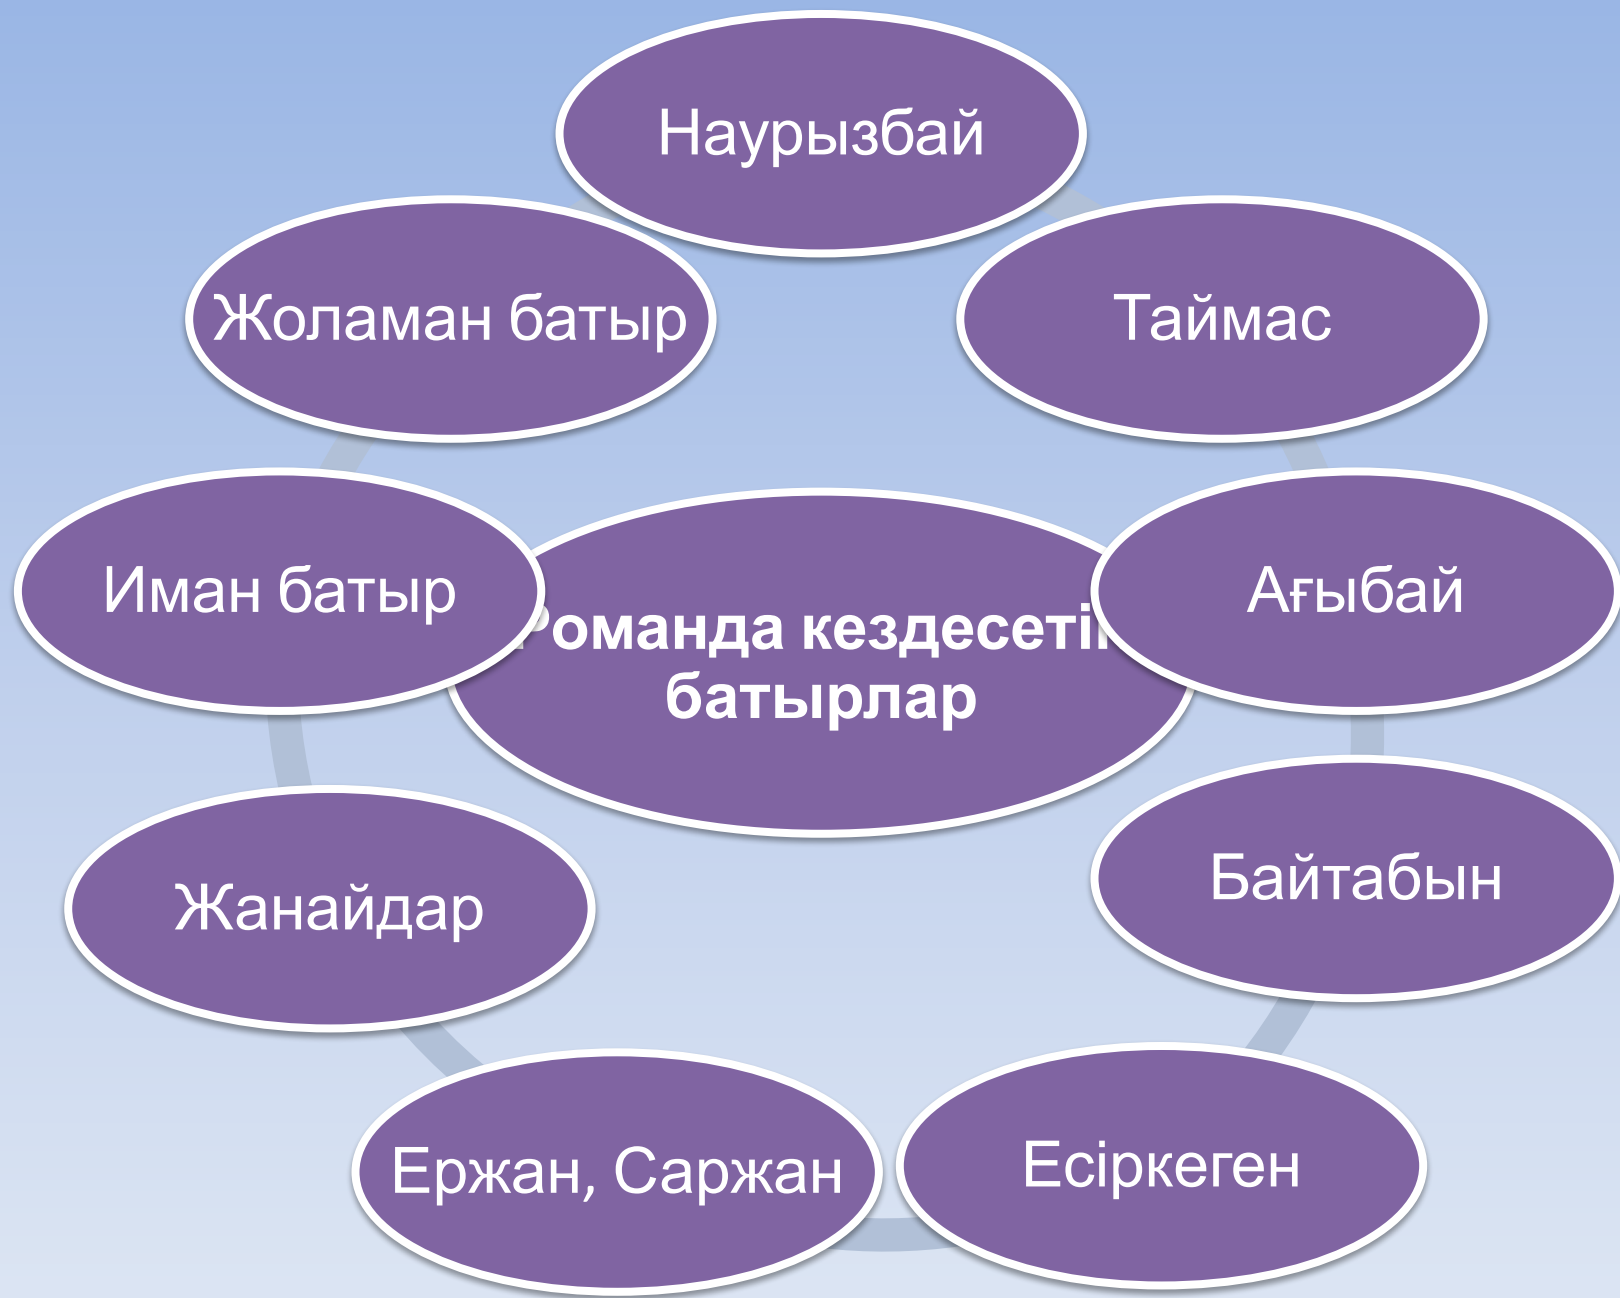 Наурызбай
Жоламан батыр
Таймас
Иман батыр
Ағыбай
Романда кездесетін
батырлар
Байтабын
Жанайдар
Ержан, Саржан
Есіркеген